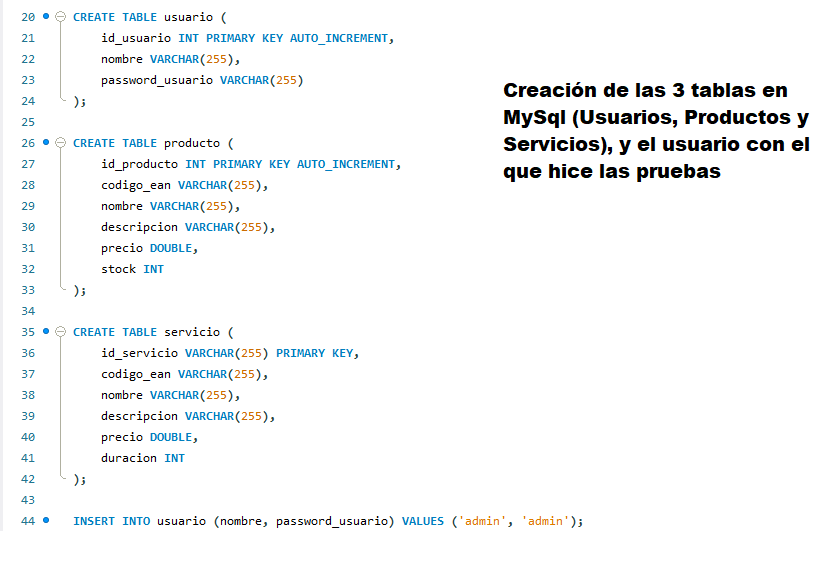 20 CREATE TABLE usuario (
21 id_usuario INT PRIMARY KEY AUTO_INCREMENT,
22 nombre VARCHAR(255),
23 password_usuario VARCHAR(255)
24 );
25
26 CREATE TABLE producto (
27 id_producto INT PRIMARY KEY AUTO_INCREMENT,
28 codigo_ean VARCHAR(255),
29 nombre VARCHAR(255),
30 descripcion VARCHAR(255),
31 precio DOUBLE,
32 stock INT
33 );
34
35 CREATE TABLE servicio (
36 id_servicio VARCHAR(255) PRIMARY KEY,
37 codigo_ean VARCHAR(255),
38 nombre VARCHAR(255),
39 descripcion VARCHAR(255),
40 precio DOUBLE,
41 duracion INT
42 );
43
44 INSERT INTO usuario (nombre, password_usuario) VALUES ('admin', 'admin');
Creación de las 3 tablas en
MySql (Usuarios, Productos y
Servicios), y el usuario con el
que hice las pruebas